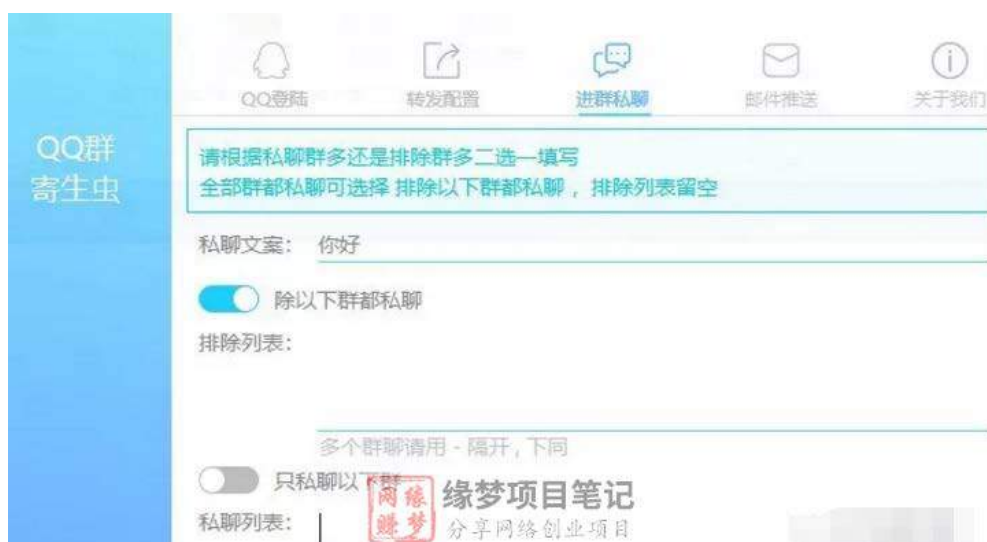 QQ登陆
转发配置
进群私聊
邮件推送
关于我们
QQ群
寄生虫
请根据私聊群多还是排除群多二选一填写
全部群都私聊可选择 排除以下群都私聊 ，排除列表留空
私聊文案： 你好
除以下群都私聊
排除列表：
多个群聊请用 - 隔开 , 下同
只私聊以下群
私聊列表：
网缘
赚梦
缘梦项目笔记
分享网络创业项目